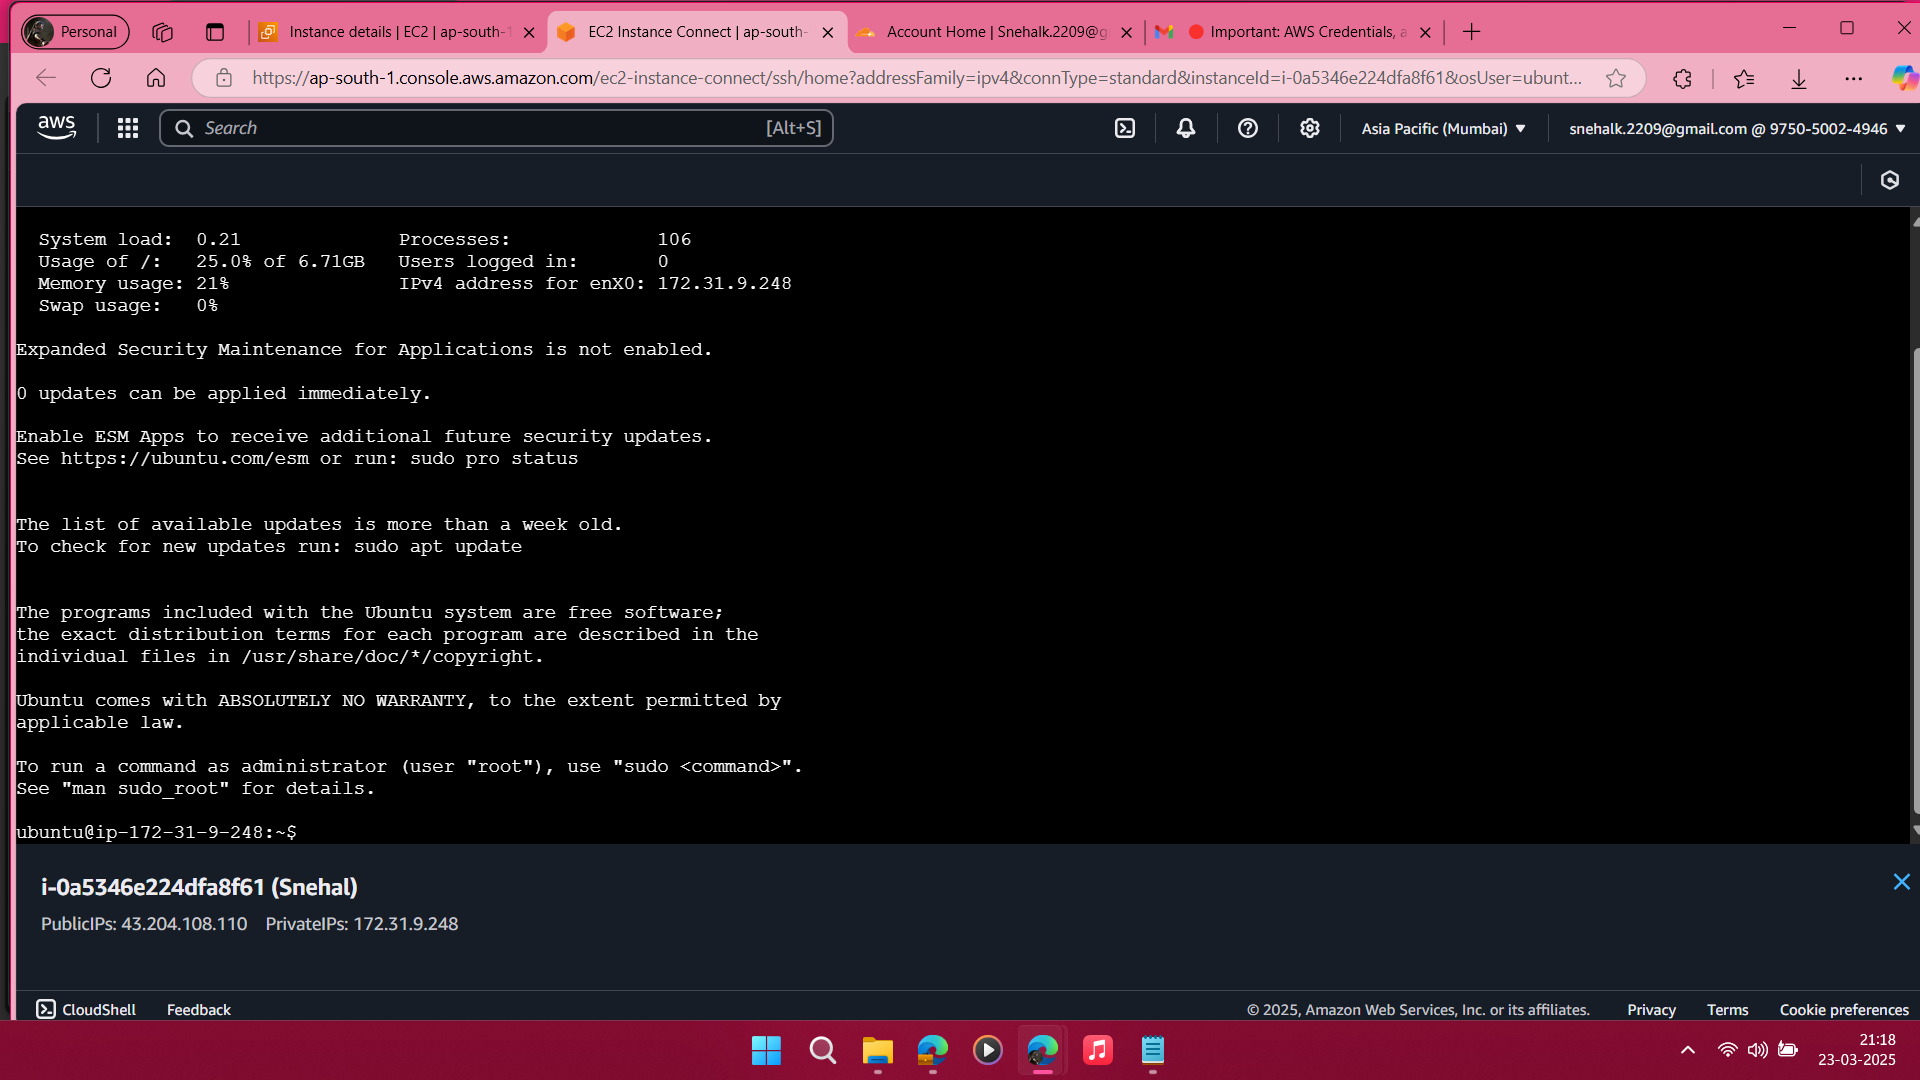 Personal
Instance details | EC2 | ap-south-1
EC2 Instance Connect | ap-south-
Account Home | Snehalk.2209@g
Important: AWS Credentials, a
https://ap-south-1.console.aws.amazon.com/ec2-instance-connect/ssh/home?addressFamily=ipv4&connType=standard&instanceId=i-0a5346e224dfa8f61&osUser=ubunt...
aws
Search
[Alt+S]
Asia Pacific (Mumbai)
snehalk.2209@gmail.com @ 9750-5002-4946
System load: 0.21 Processes: 106
Usage of /: 25.0% of 6.71GB Users logged in: 0
Memory usage: 21% IPv4 address for enX0: 172.31.9.248
Swap usage: 0%
Expanded Security Maintenance for Applications is not enabled.
0 updates can be applied immediately.
Enable ESM Apps to receive additional future security updates.
See https://ubuntu.com/esm or run: sudo pro status
The list of available updates is more than a week old.
To check for new updates run: sudo apt update
The programs included with the Ubuntu system are free software;
the exact distribution terms for each program are described in the
individual files in /usr/share/doc/*/copyright.
Ubuntu comes with ABSOLUTELY NO WARRANTY, to the extent permitted by
applicable law.
To run a command as administrator (user "root"), use "sudo <command>".
See "man sudo_root" for details.
ubuntu@ip-172-31-9-248:~$
i-0a5346e224dfa8f61 (Snehal)
PublicIPs: 43.204.108.110 PrivateIPs: 172.31.9.248
CloudShell Feedback © 2025, Amazon Web Services, Inc. or its affiliates. Privacy Terms Cookie preferences
21:18
23-03-2025